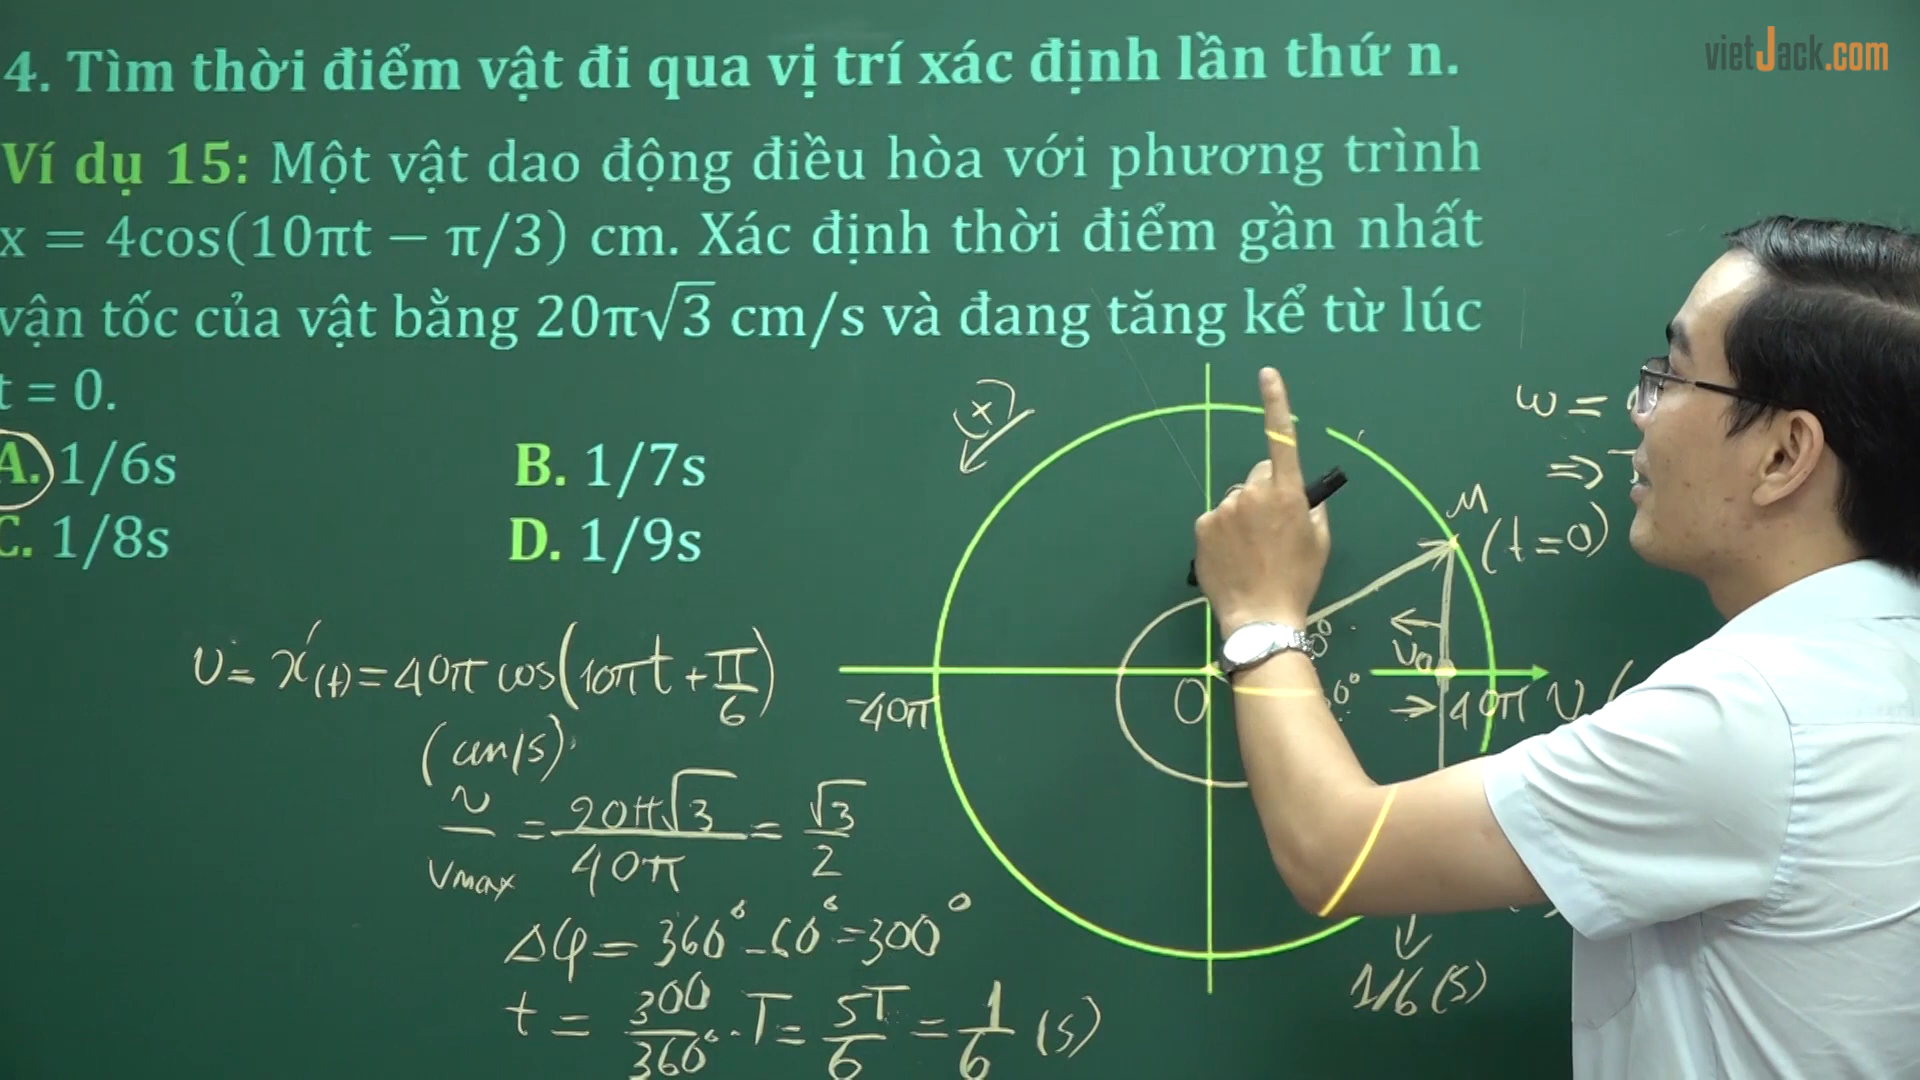 vietJack.com
4. Tìm thời điểm vật đi qua vị trí xác định lần thứ n.
Ví dụ 15: Một vật dao động điều hòa với phương trình
x = 4cos(10πt − π/3) cm. Xác định thời điểm gần nhất
vận tốc của vật bằng 20π√3 cm/s và đang tăng kể từ lúc
t = 0.
A. 1/6s
B. 1/7s
C. 1/8s
D. 1/9s
(+)
ω =
⇒
M
(t=0)
-40π
O
40π
v
υ = x'(t) = 40π cos(10πt + π/6)
(cm/s).
v/vmax = 20π√3/40π = √3/2
Δφ = 360° - 60° = 300°
t = 300/360° . T = 5T/6 = 1/6 (s)
1/6 (s)